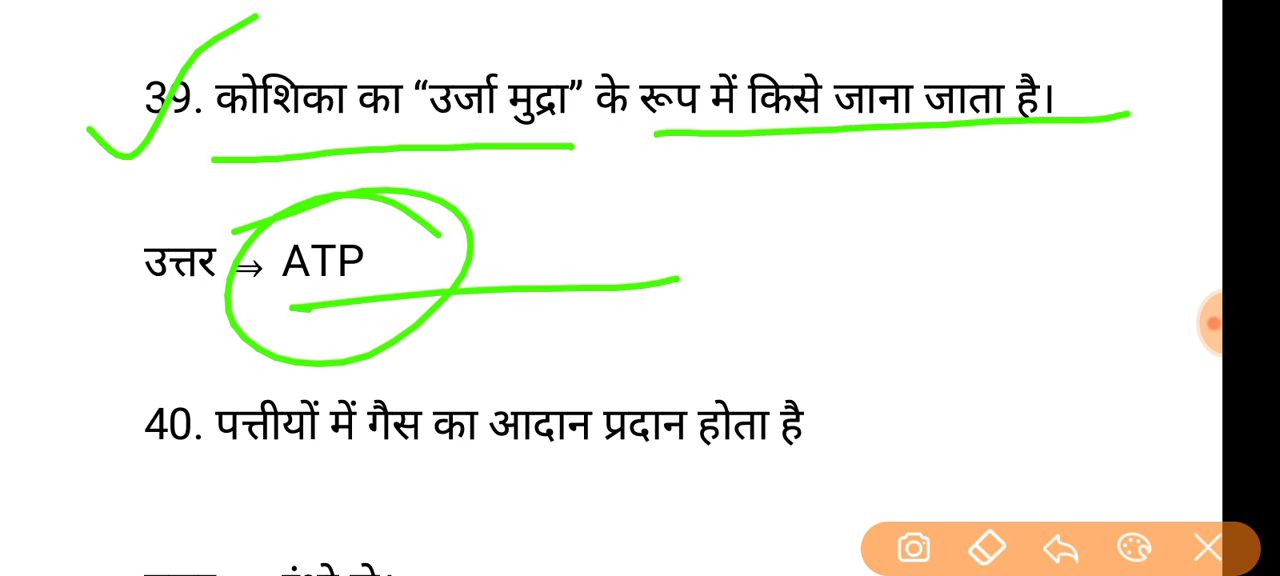 39. कोशिका का “उर्जा मुद्रा” के रूप में किसे जाना जाता है।
उत्तर ⇒ ATP
40. पत्तीयों में गैस का आदान प्रदान होता है